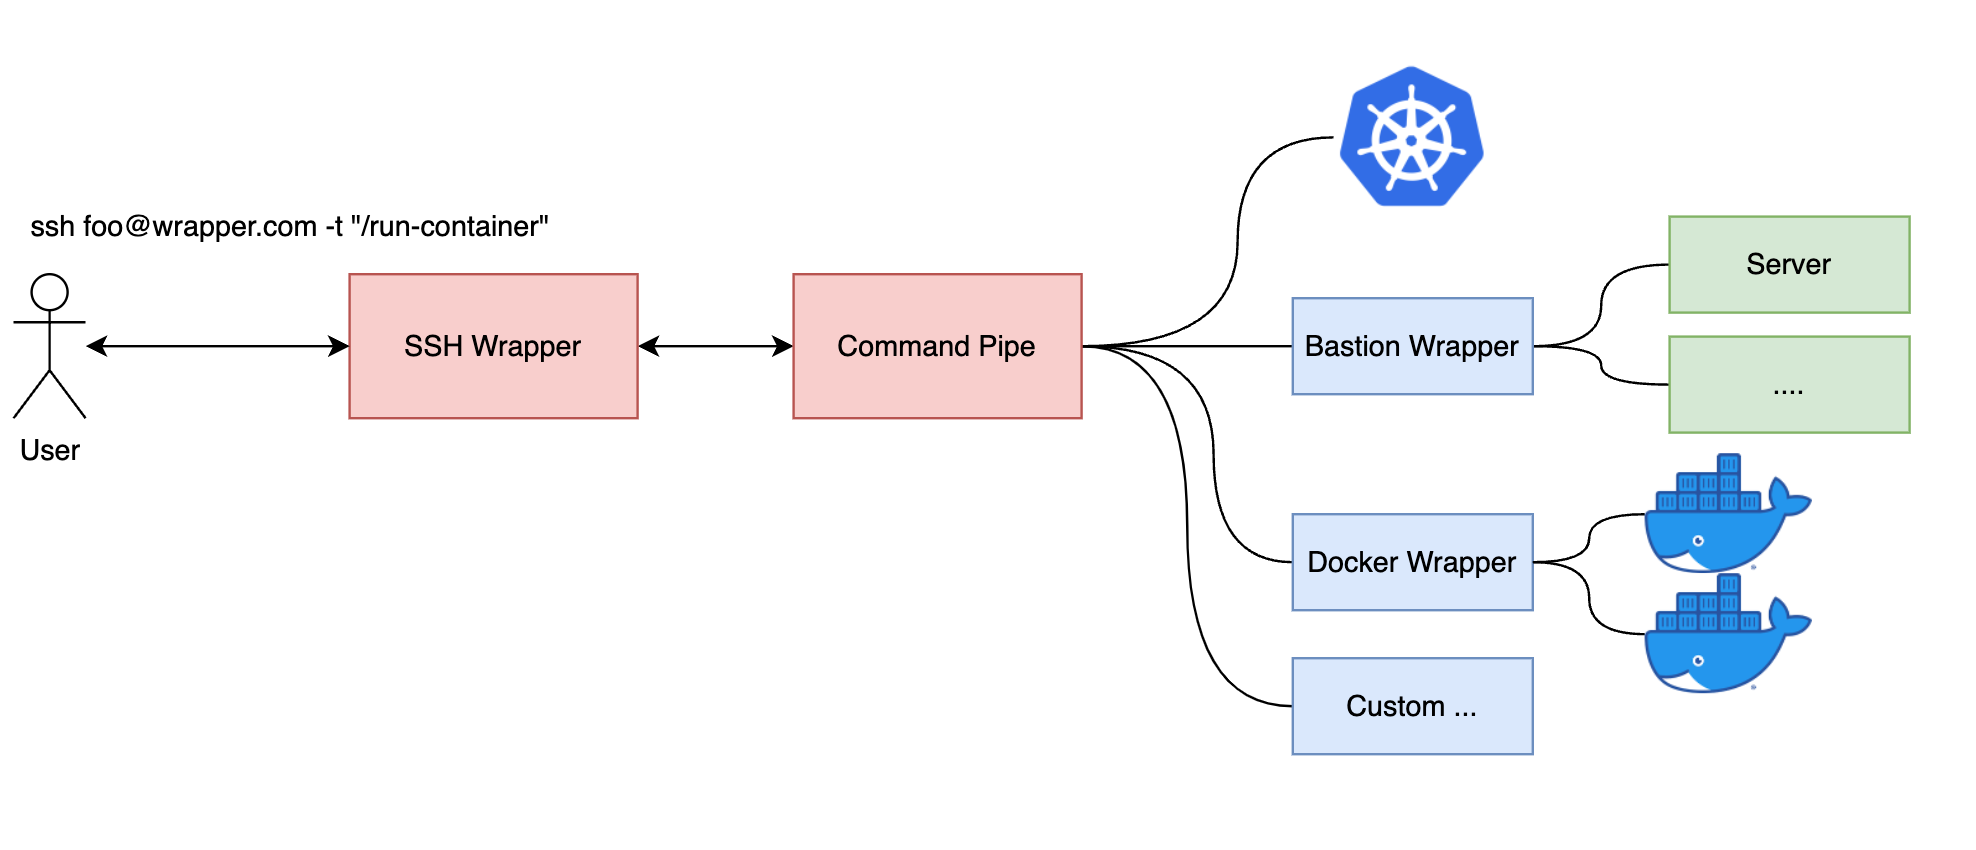 ssh foo@wrapper.com -t "/run-container"
User
SSH Wrapper
Command Pipe
Bastion Wrapper
Server
....
Docker Wrapper
Custom ...